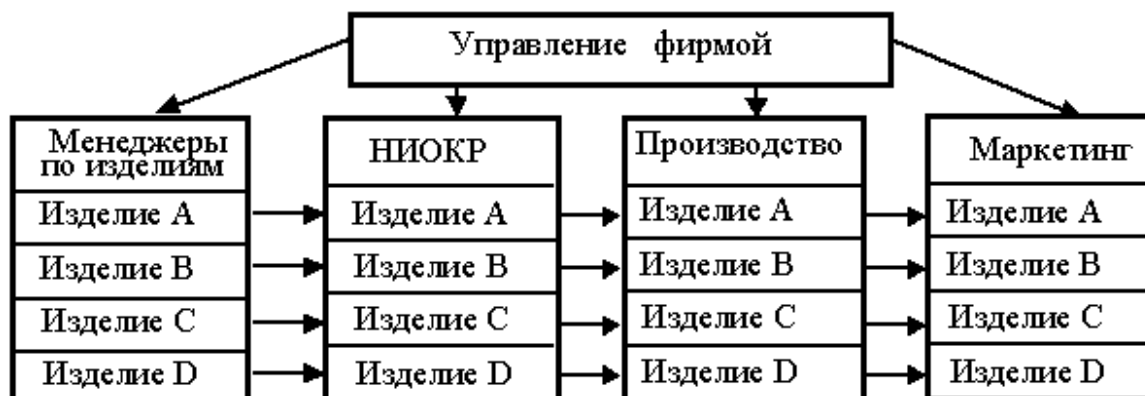 Управление фирмой
Менеджеры
по изделиям
НИОКР
Производство
Маркетинг
Изделие A
Изделие A
Изделие A
Изделие A
Изделие B
Изделие B
Изделие B
Изделие B
Изделие C
Изделие C
Изделие C
Изделие C
Изделие D
Изделие D
Изделие D
Изделие D